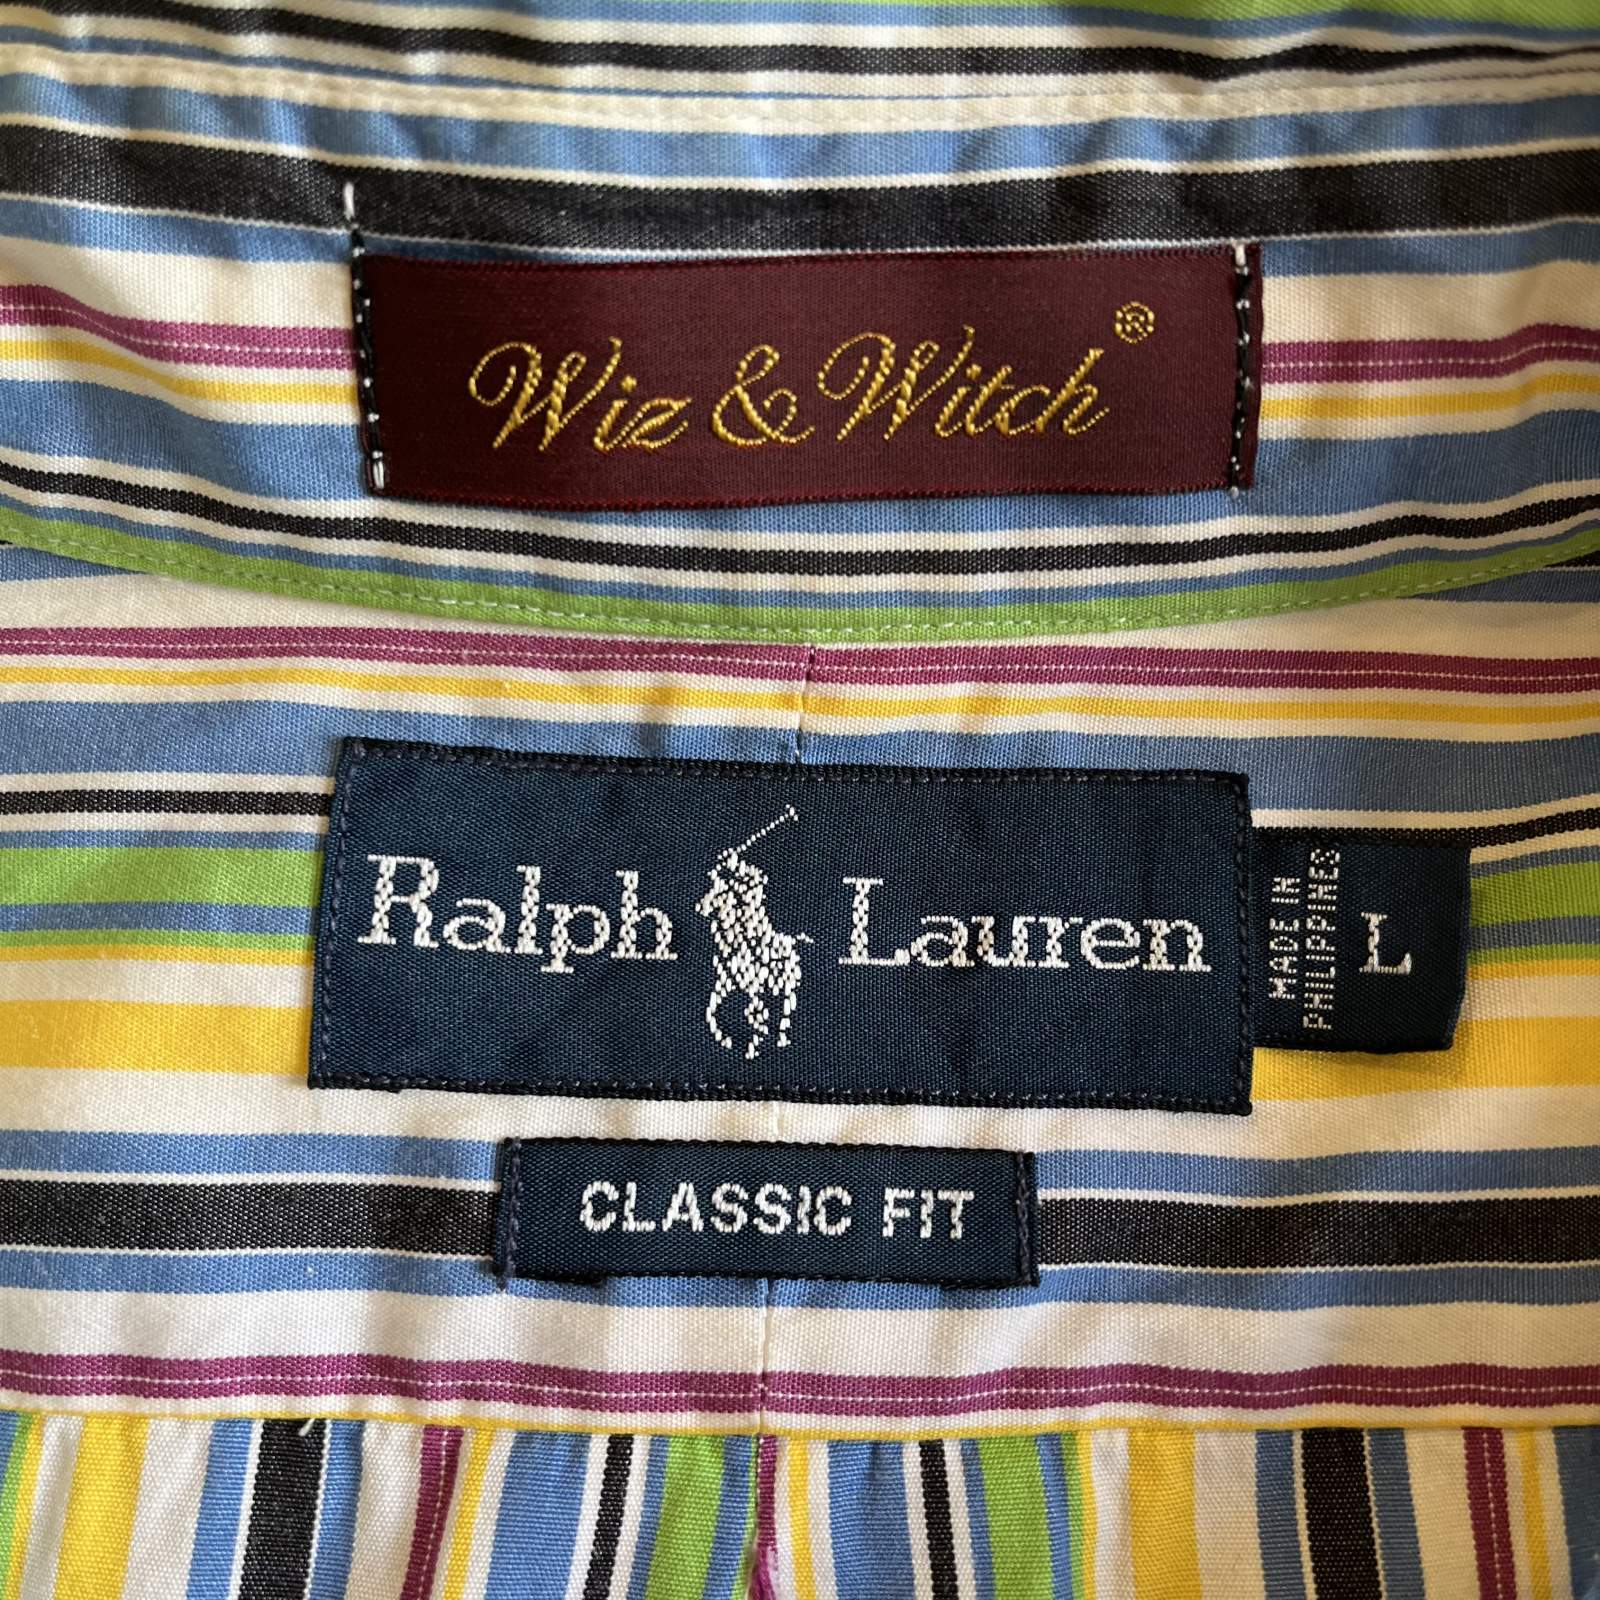 Wiz & Witch®
Ralph Lauren
MADE IN
PHILIPPINES
L
CLASSIC FIT